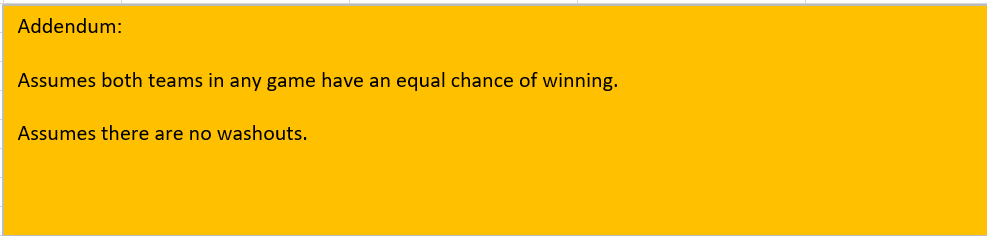 Addendum:
Assumes both teams in any game have an equal chance of winning.
Assumes there are no washouts.